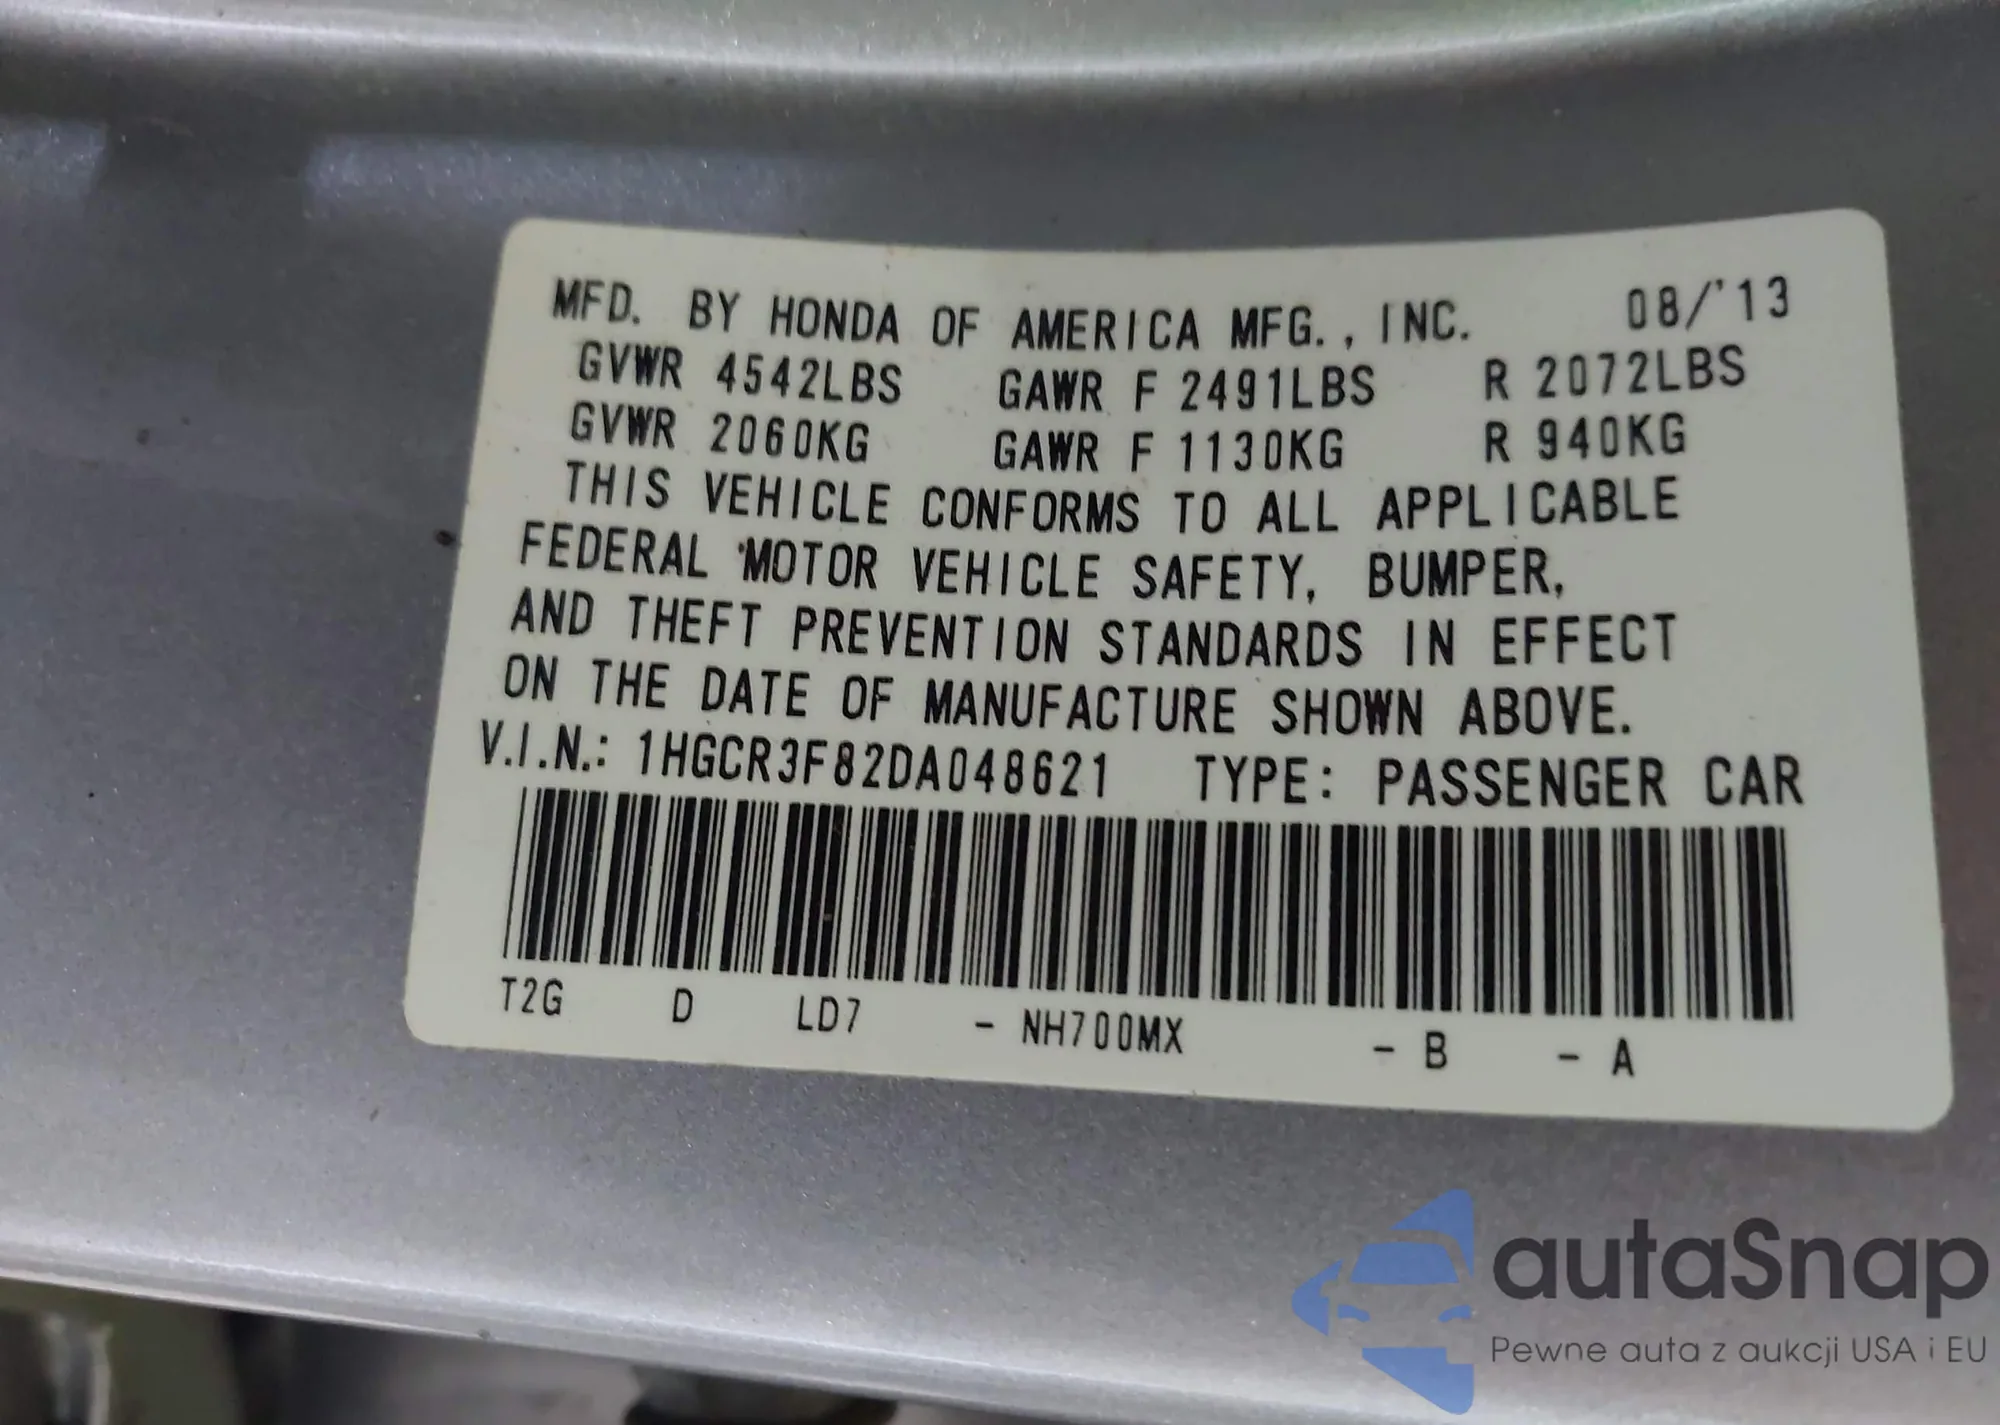 MFD. BY HONDA OF AMERICA MFG., INC. 08/'13
GVWR 4542LBS GAWR F 2491LBS R 2072LBS
GVWR 2060KG GAWR F 1130KG R 940KG
THIS VEHICLE CONFORMS TO ALL APPLICABLE
FEDERAL MOTOR VEHICLE SAFETY, BUMPER,
AND THEFT PREVENTION STANDARDS IN EFFECT
ON THE DATE OF MANUFACTURE SHOWN ABOVE.
V.I.N.: 1HGCR3F82DA048621 TYPE: PASSENGER CAR
T2G D LD7 - NH700MX - B - A
autaSnap
Pewne auta z aukcji USA i EU